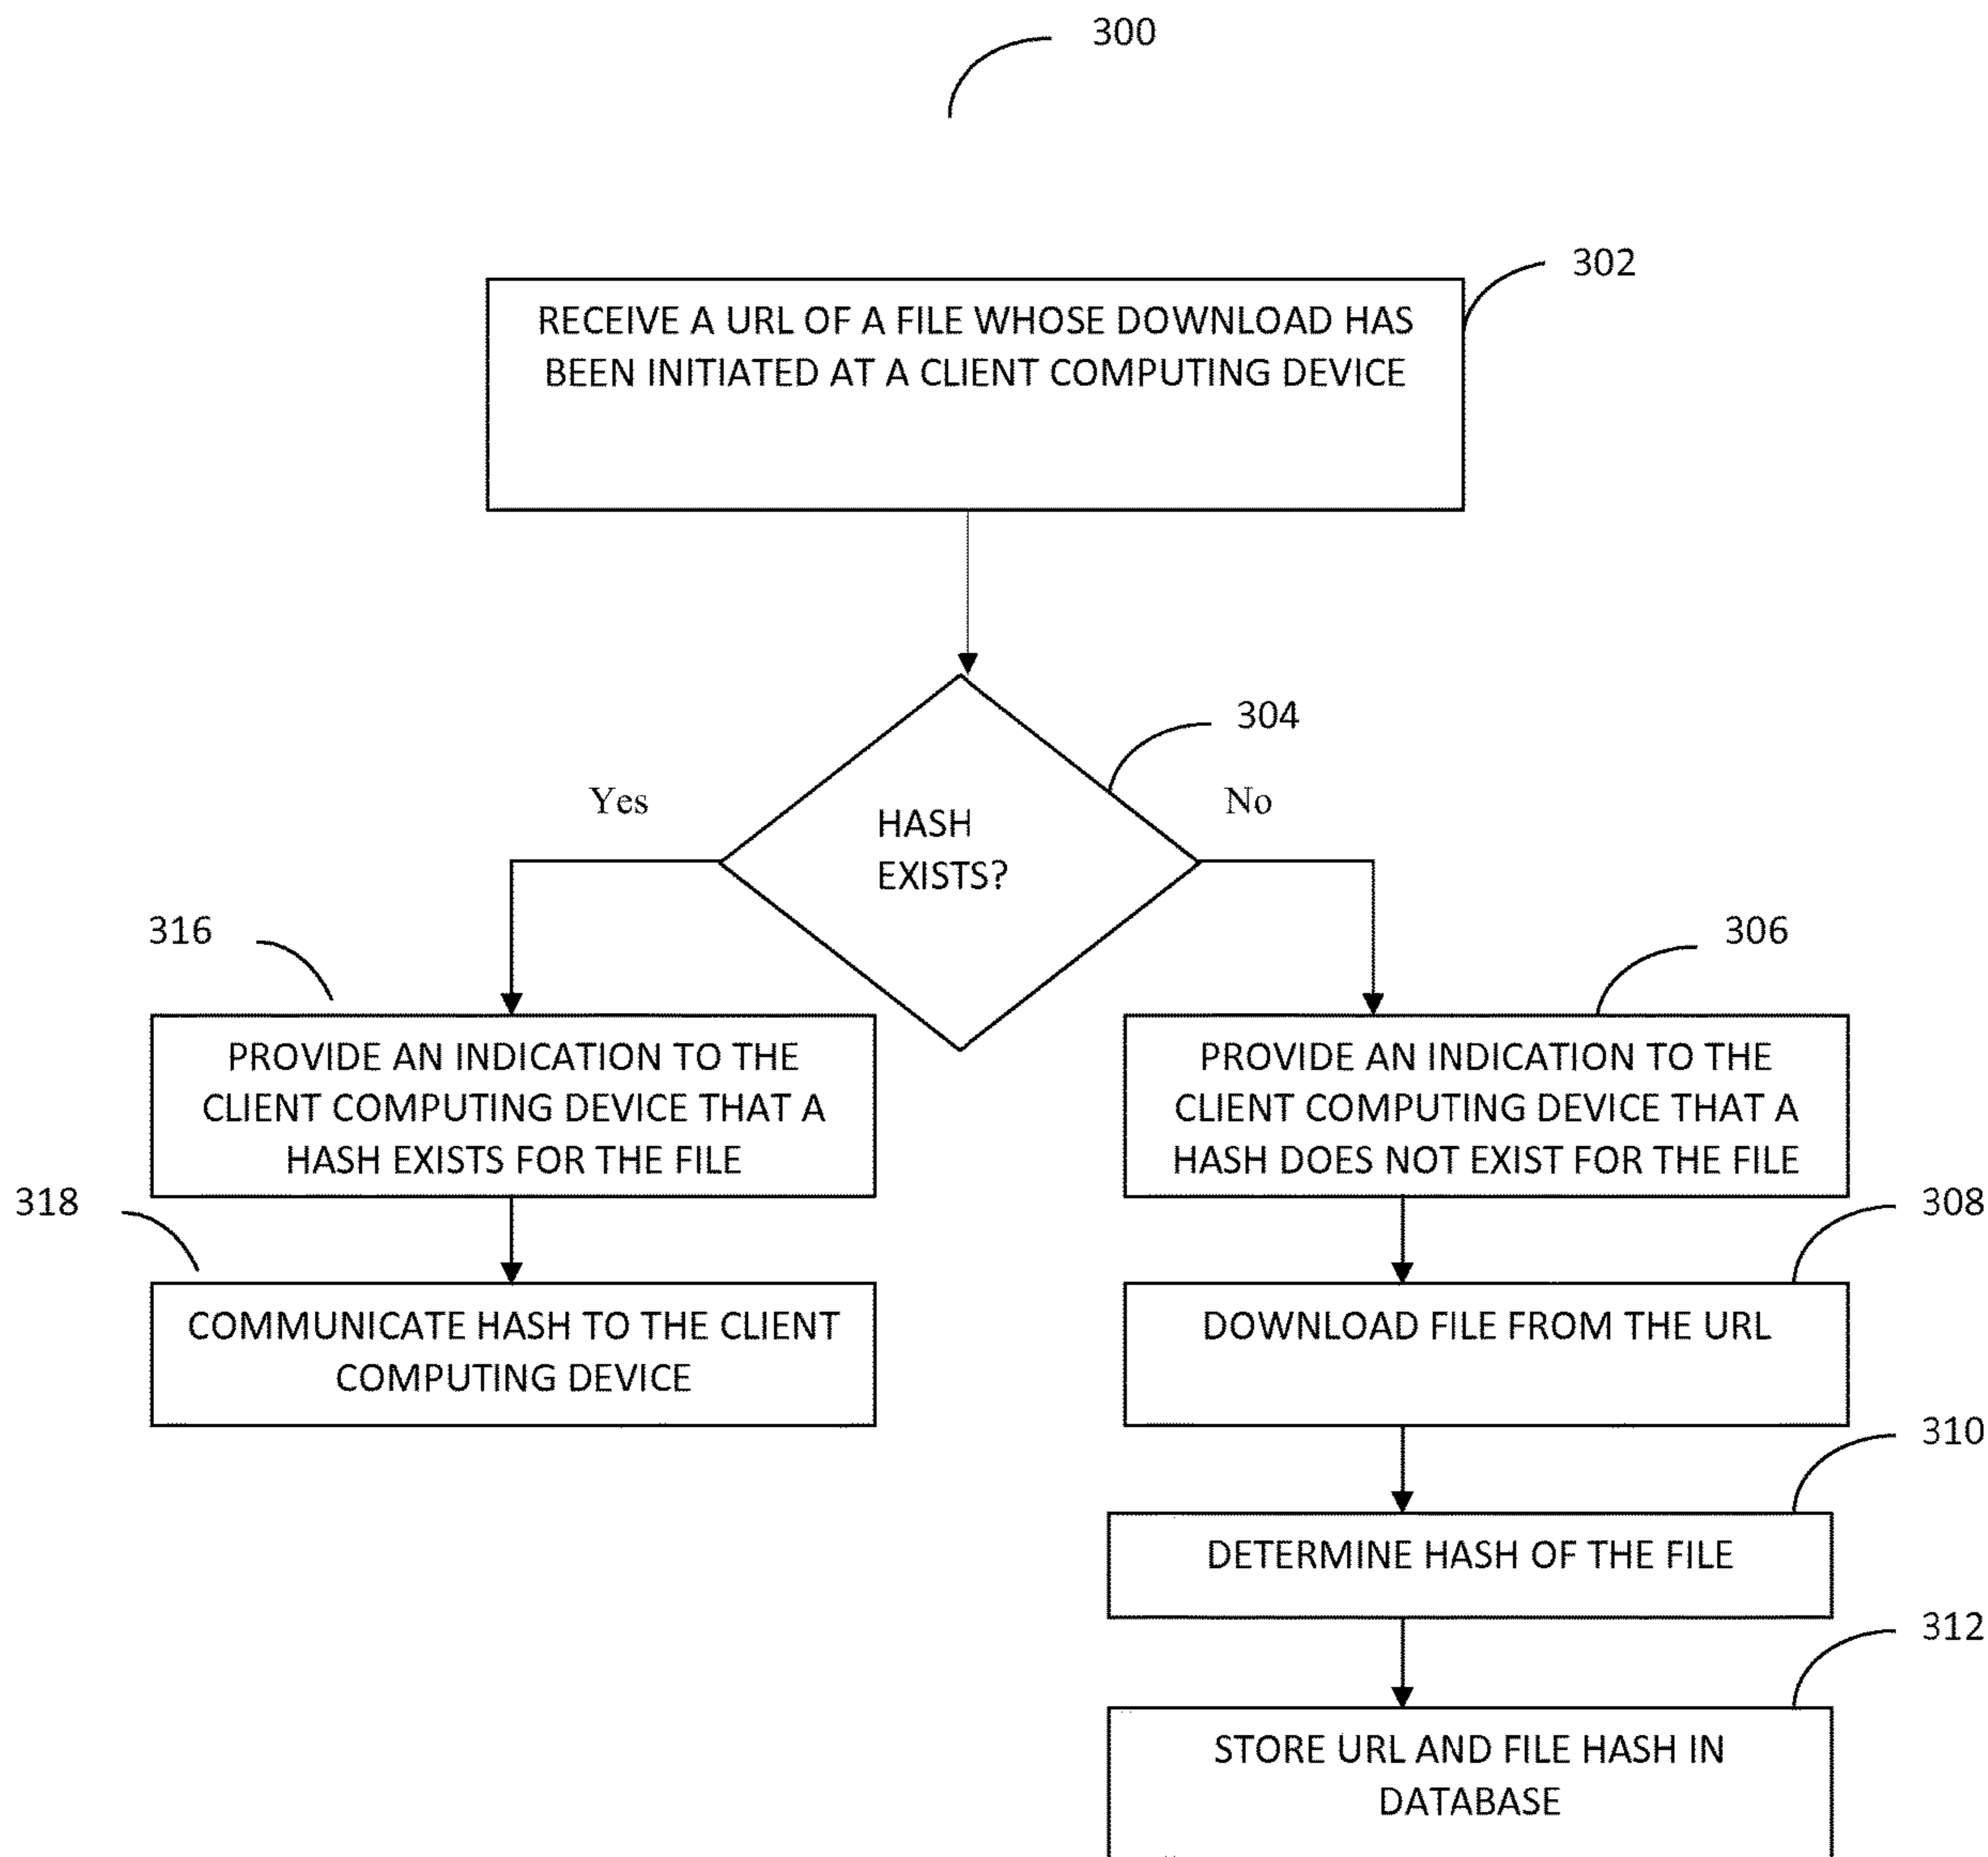 300
302
RECEIVE A URL OF A FILE WHOSE DOWNLOAD HAS
BEEN INITIATED AT A CLIENT COMPUTING DEVICE
304
Yes
No
HASH
EXISTS?
316
306
PROVIDE AN INDICATION TO THE
CLIENT COMPUTING DEVICE THAT A
HASH EXISTS FOR THE FILE
PROVIDE AN INDICATION TO THE
CLIENT COMPUTING DEVICE THAT A
HASH DOES NOT EXIST FOR THE FILE
318
308
COMMUNICATE HASH TO THE CLIENT
COMPUTING DEVICE
DOWNLOAD FILE FROM THE URL
310
DETERMINE HASH OF THE FILE
312
STORE URL AND FILE HASH IN
DATABASE